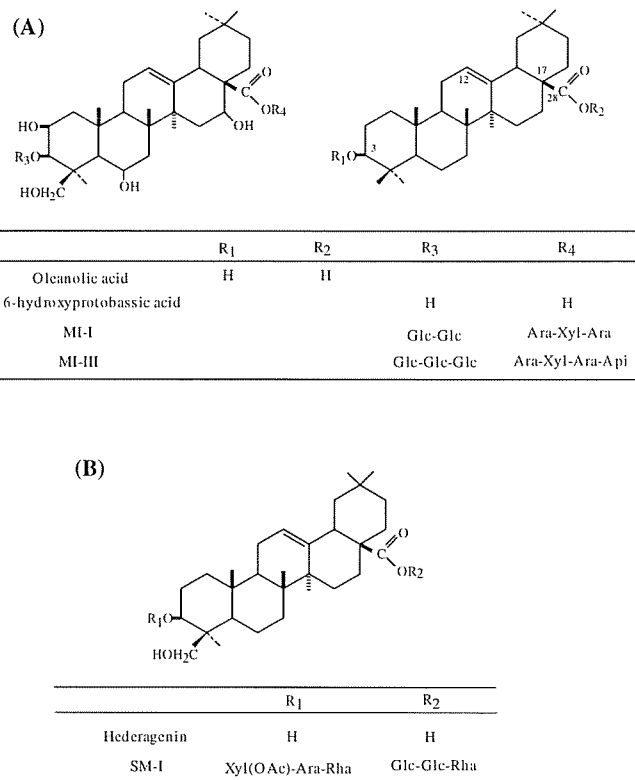 (A)
HO
R3O
HOH2C
OH
OH
C
O
OR4
12
17
28 C
O
OR2
3
R1O
R1 R2 R3 R4
Oleanolic acid H H
6-hydroxyprotobassic acid H H
MI-I Glc-Glc Ara-Xyl-Ara
MI-III Glc-Glc-Glc Ara-Xyl-Ara-Api
(B)
C
O
OR2
R1O
HOH2C
R1 R2
Hederagenin H H
SM-I Xyl(OAc)-Ara-Rha Glc-Glc-Rha